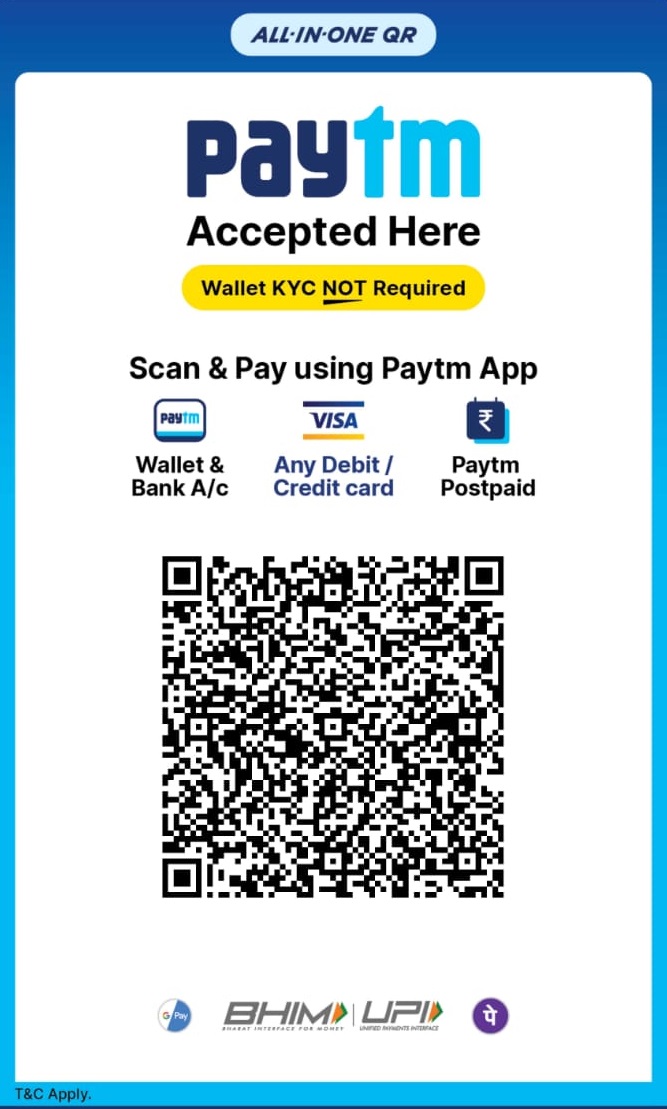 ALL-IN-ONE QR
paytm
Accepted Here
Wallet KYC NOT Required
Scan & Pay using Paytm App
paytm VISA ₹
Wallet & Any Debit / Paytm
Bank A/c Credit card Postpaid
G Pay BHIM UPI पे
BHARAT INTERFACE FOR MONEY UNIFIED PAYMENTS INTERFACE
T&C Apply.